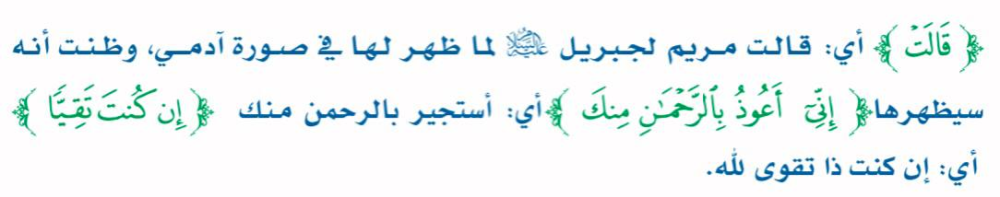 ﴿ قَالَتْ ﴾ أي: قالت مريم لجبريل عليه السلام لما ظهر لها في صورة آدمي، وظنت أنه
سيظهرها ﴿ إِنِّيٓ أَعُوذُ بِٱلرَّحْمَٰنِ مِنكَ ﴾ أي: أستجير بالرحمن منك ﴿ إِن كُنتَ تَقِيًّا ﴾
أي: إن كنت ذا تقوى لله.